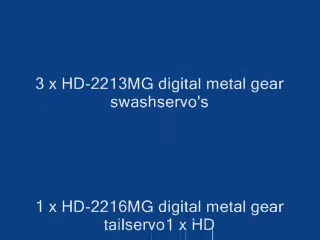 3 x HD-2213MG digital metal gear
swashservo's
1 x HD-2216MG digital metal gear
tailservo1 x HD